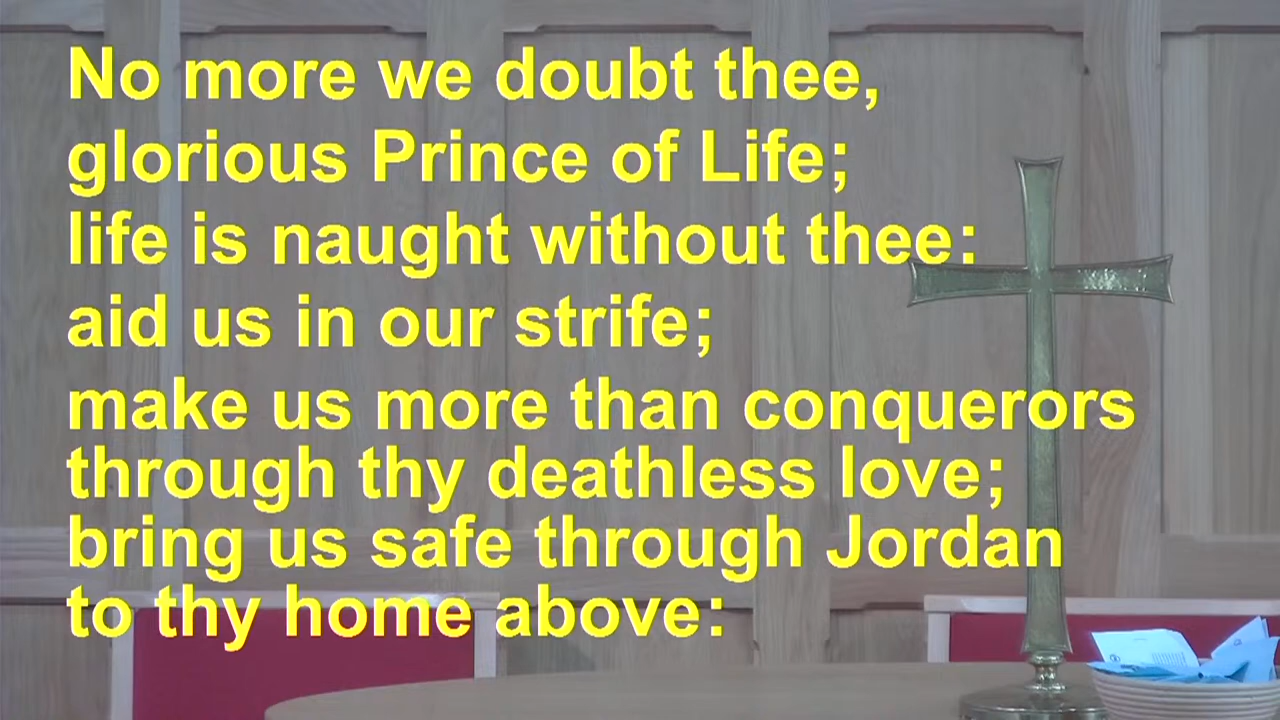 No more we doubt thee,
glorious Prince of Life;
life is naught without thee:
aid us in our strife;
make us more than conquerors
through thy deathless love;
bring us safe through Jordan
to thy home above: